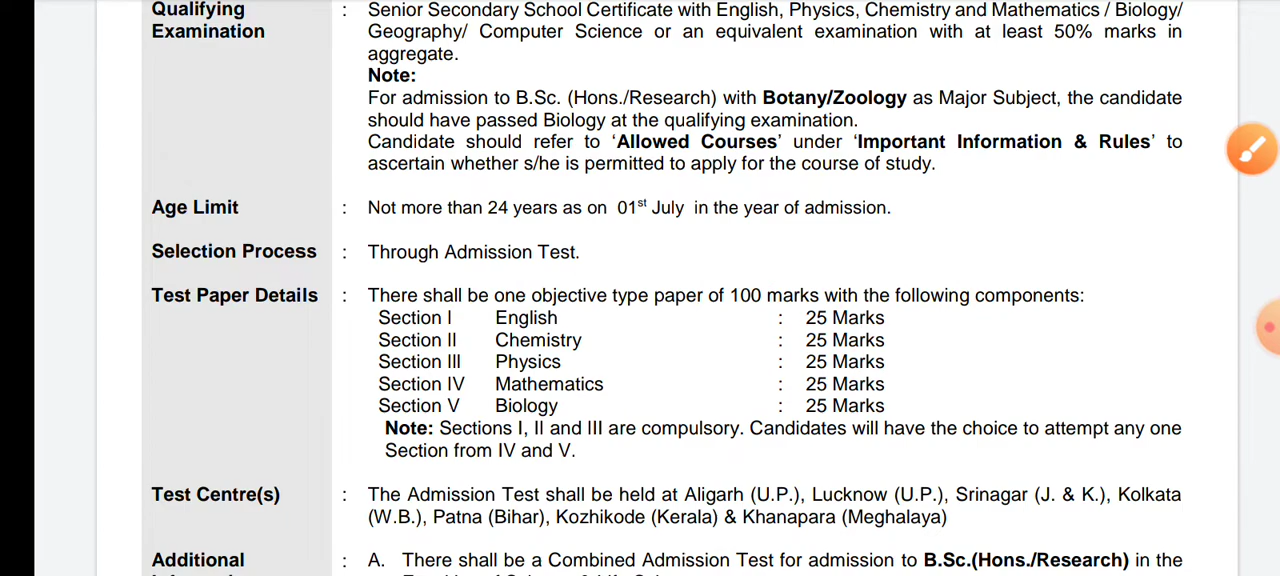 Qualifying : Senior Secondary School Certificate with English, Physics, Chemistry and Mathematics / Biology/
Examination Geography/ Computer Science or an equivalent examination with at least 50% marks in
aggregate.
Note:
For admission to B.Sc. (Hons./Research) with Botany/Zoology as Major Subject, the candidate
should have passed Biology at the qualifying examination.
Candidate should refer to ‘Allowed Courses’ under ‘Important Information & Rules’ to
ascertain whether s/he is permitted to apply for the course of study.
Age Limit : Not more than 24 years as on 01st July in the year of admission.
Selection Process : Through Admission Test.
Test Paper Details : There shall be one objective type paper of 100 marks with the following components:
Section I English : 25 Marks
Section II Chemistry : 25 Marks
Section III Physics : 25 Marks
Section IV Mathematics : 25 Marks
Section V Biology : 25 Marks
Note: Sections I, II and III are compulsory. Candidates will have the choice to attempt any one
Section from IV and V.
Test Centre(s) : The Admission Test shall be held at Aligarh (U.P.), Lucknow (U.P.), Srinagar (J. & K.), Kolkata
(W.B.), Patna (Bihar), Kozhikode (Kerala) & Khanapara (Meghalaya)
Additional : A. There shall be a Combined Admission Test for admission to B.Sc.(Hons./Research) in the